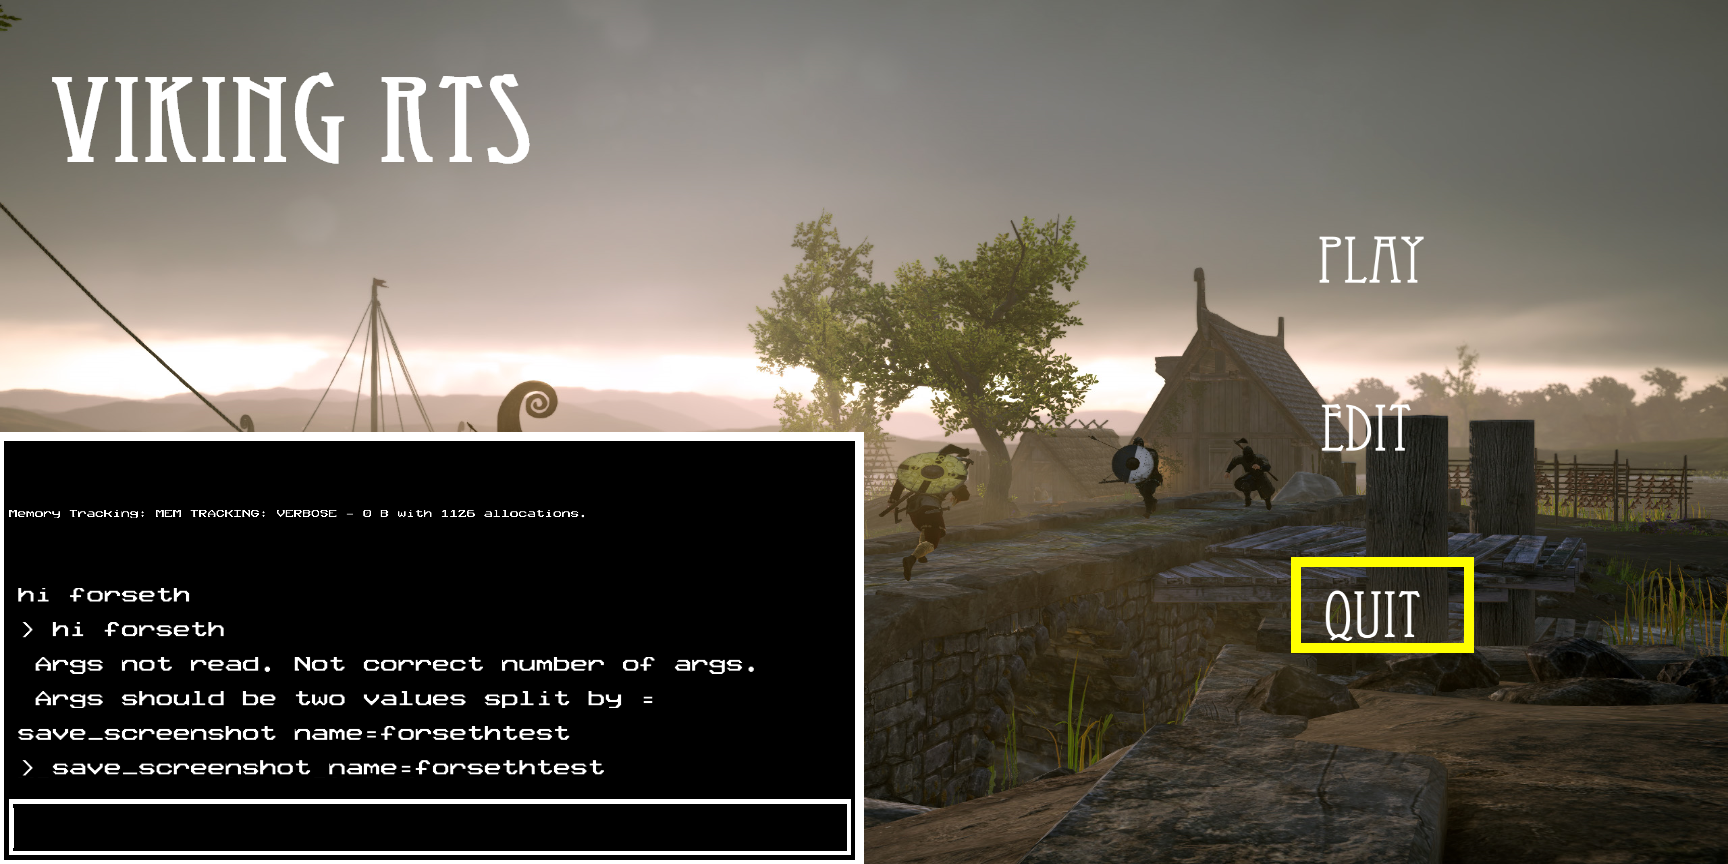 VIKING RTS
PLAY
EDIT
QUIT
Memory Tracking: MEM TRACKING: VERBOSE - 0 B with 1126 allocations.
hi forseth
> hi forseth
Args not read. Not correct number of args.
Args should be two values split by =
save_screenshot name=forsethtest
> save_screenshot name=forsethtest